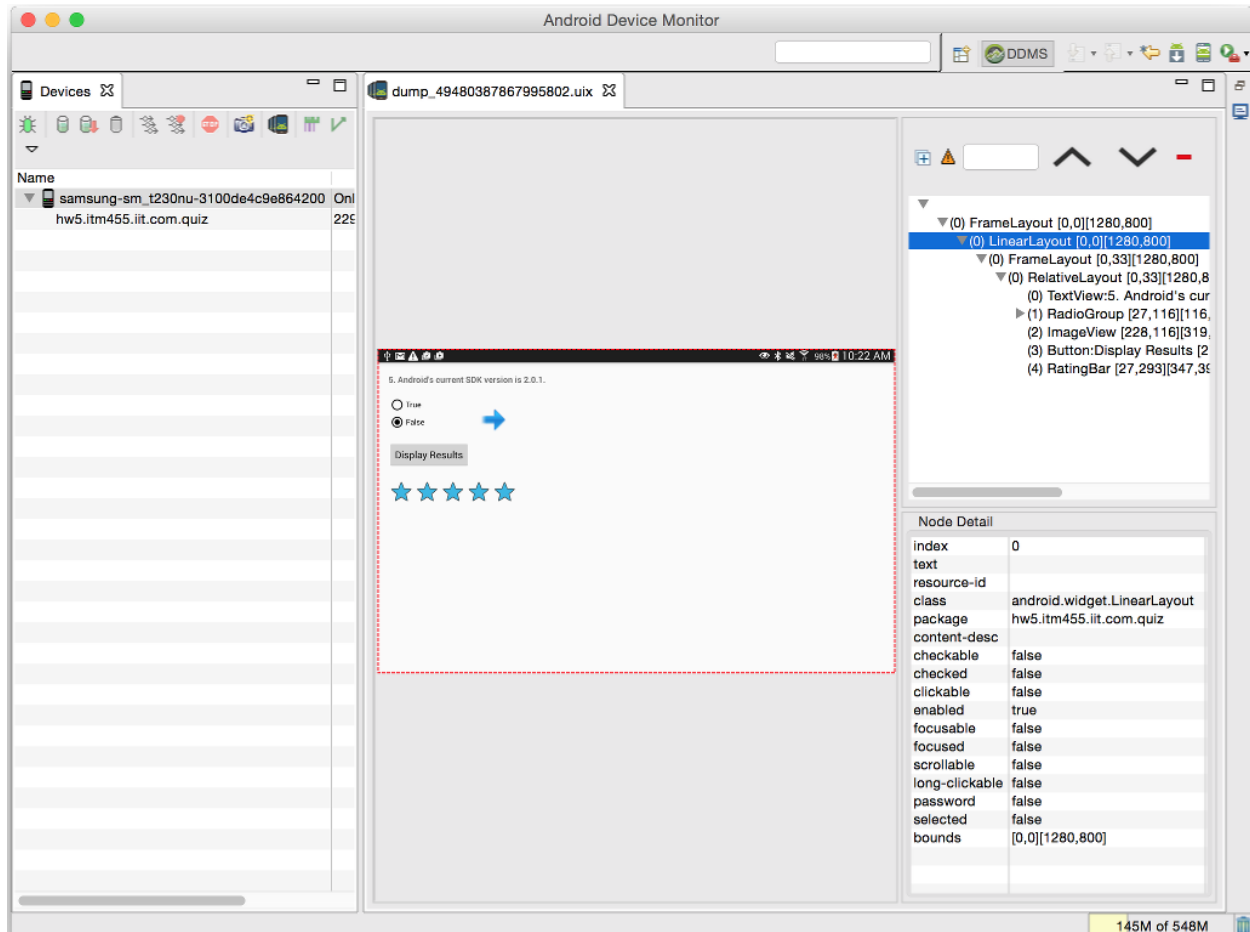 Android Device Monitor
DDMS
Devices
dump_49480387867995802.uix
Name
samsung-sm_t230nu-3100de4c9e864200 Onl
hw5.itm455.iit.com.quiz 229
98% 10:22 AM
5. Android's current SDK version is 2.0.1.
True
False
Display Results
(0) FrameLayout [0,0][1280,800]
(0) LinearLayout [0,0][1280,800]
(0) FrameLayout [0,33][1280,800]
(0) RelativeLayout [0,33][1280,8
(0) TextView:5. Android's cur
(1) RadioGroup [27,116][116,
(2) ImageView [228,116][319,
(3) Button:Display Results [2
(4) RatingBar [27,293][347,39
Node Detail
index 0
text
resource-id
class android.widget.LinearLayout
package hw5.itm455.iit.com.quiz
content-desc
checkable false
checked false
clickable false
enabled true
focusable false
focused false
scrollable false
long-clickable false
password false
selected false
bounds [0,0][1280,800]
145M of 548M